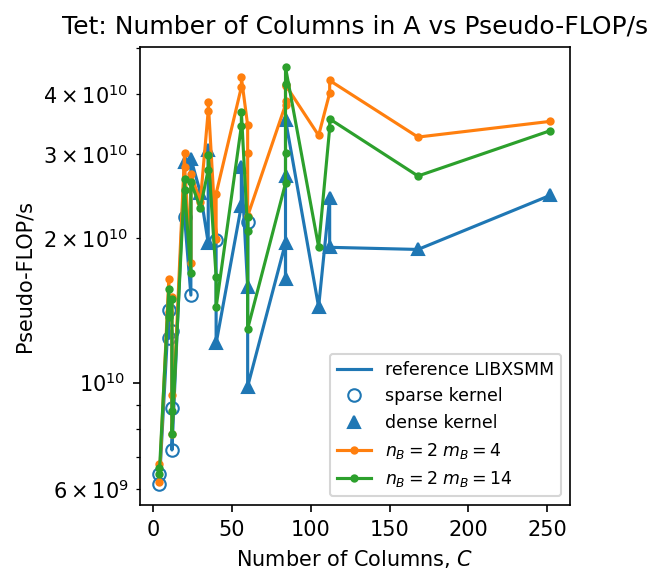 Tet: Number of Columns in A vs Pseudo-FLOP/s
4 × 10^10
3 × 10^10
2 × 10^10
10^10
6 × 10^9
Pseudo-FLOP/s
reference LIBXSMM
sparse kernel
dense kernel
n_B = 2 m_B = 4
n_B = 2 m_B = 14
0 50 100 150 200 250
Number of Columns, C